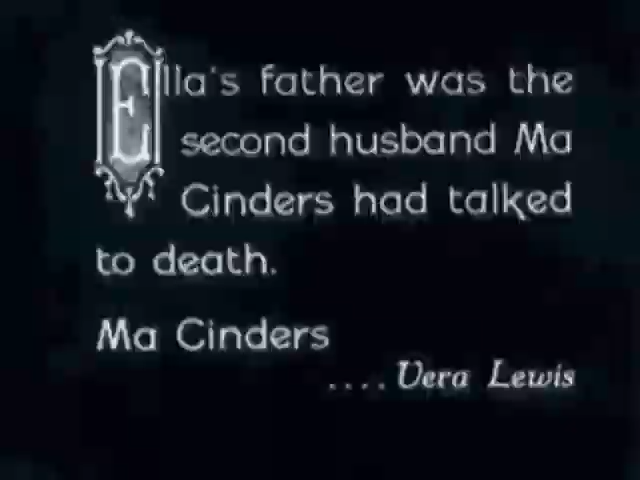 Ella's father was the
second husband Ma
Cinders had talked
to death.
Ma Cinders
.... Vera Lewis